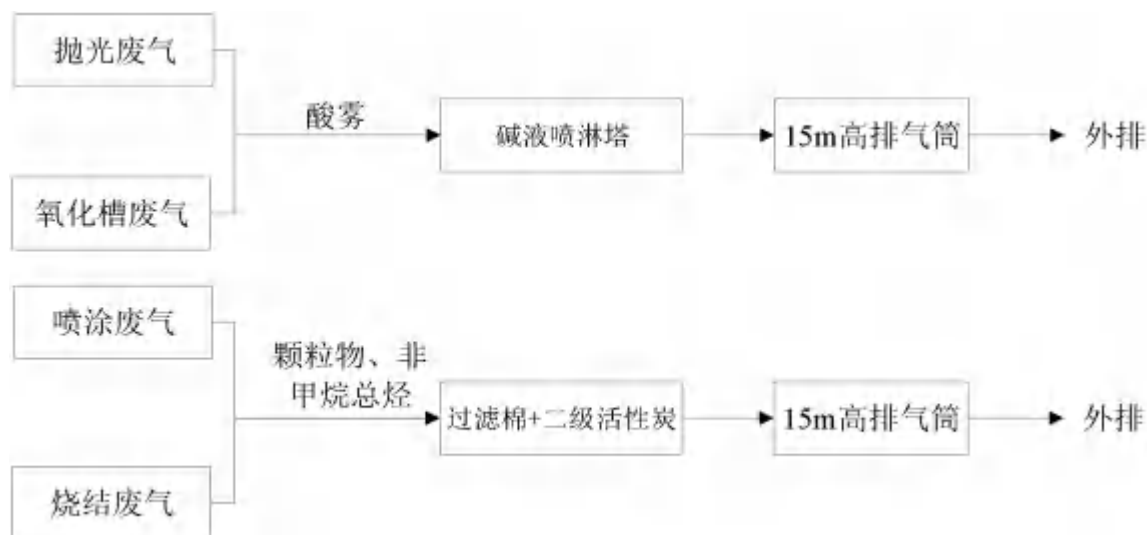 抛光废气
酸雾
碱液喷淋塔
15m高排气筒
外排
氧化槽废气
喷涂废气
颗粒物、非
甲烷总烃
过滤棉+二级活性炭
15m高排气筒
外排
烧结废气